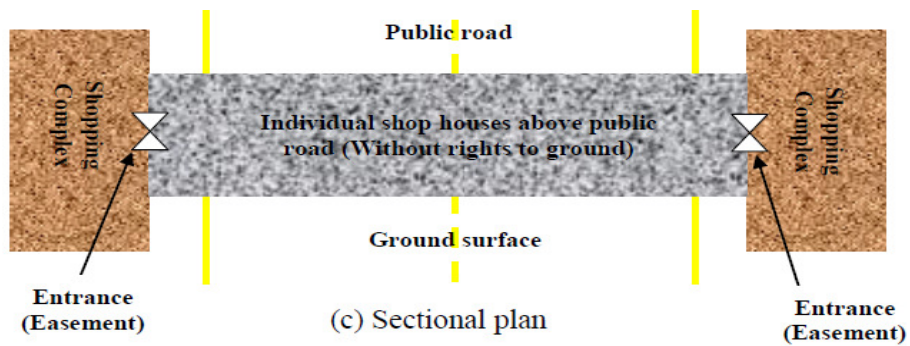 Public road
Shopping
Complex
Individual shop houses above public
road (Without rights to ground)
Shopping
Complex
Ground surface
Entrance
(Easement)
(c) Sectional plan
Entrance
(Easement)